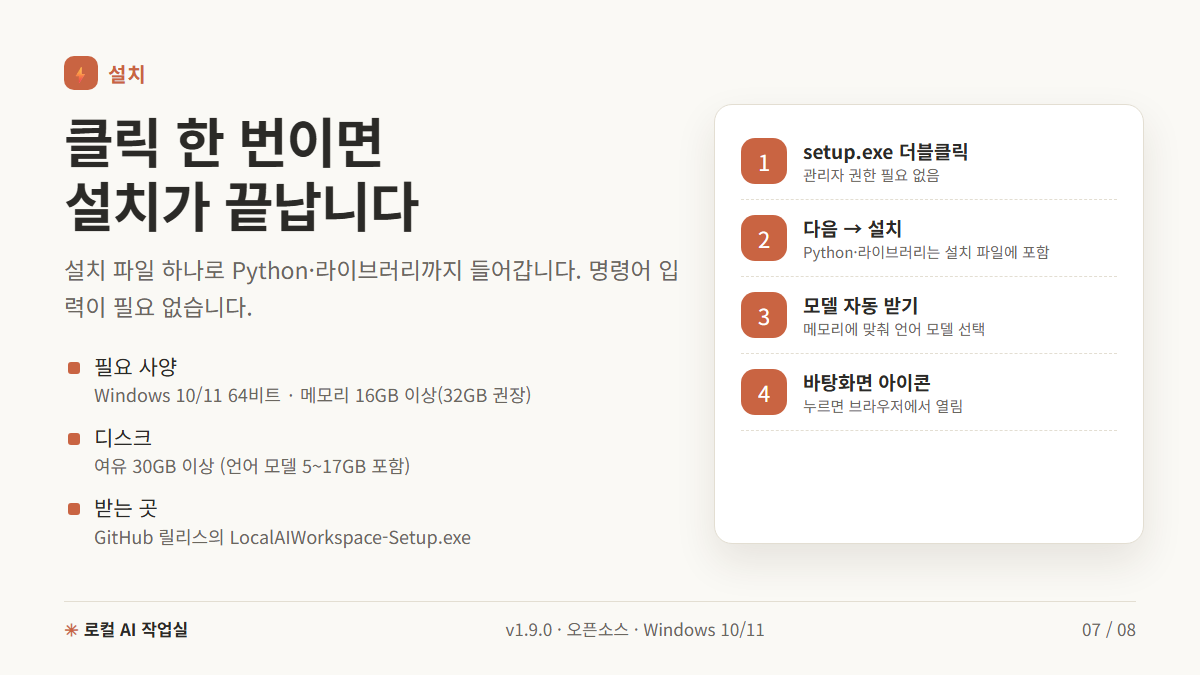 설치
클릭 한 번이면
설치가 끝납니다
설치 파일 하나로 Python·라이브러리까지 들어갑니다. 명령어 입
력이 필요 없습니다.
필요 사양
Windows 10/11 64비트 · 메모리 16GB 이상(32GB 권장)
디스크
여유 30GB 이상 (언어 모델 5~17GB 포함)
받는 곳
GitHub 릴리스의 LocalAIWorkspace-Setup.exe
1
setup.exe 더블클릭
관리자 권한 필요 없음
2
다음 → 설치
Python·라이브러리는 설치 파일에 포함
3
모델 자동 받기
메모리에 맞춰 언어 모델 선택
4
바탕화면 아이콘
누르면 브라우저에서 열림
✳ 로컬 AI 작업실
v1.9.0 · 오픈소스 · Windows 10/11
07 / 08